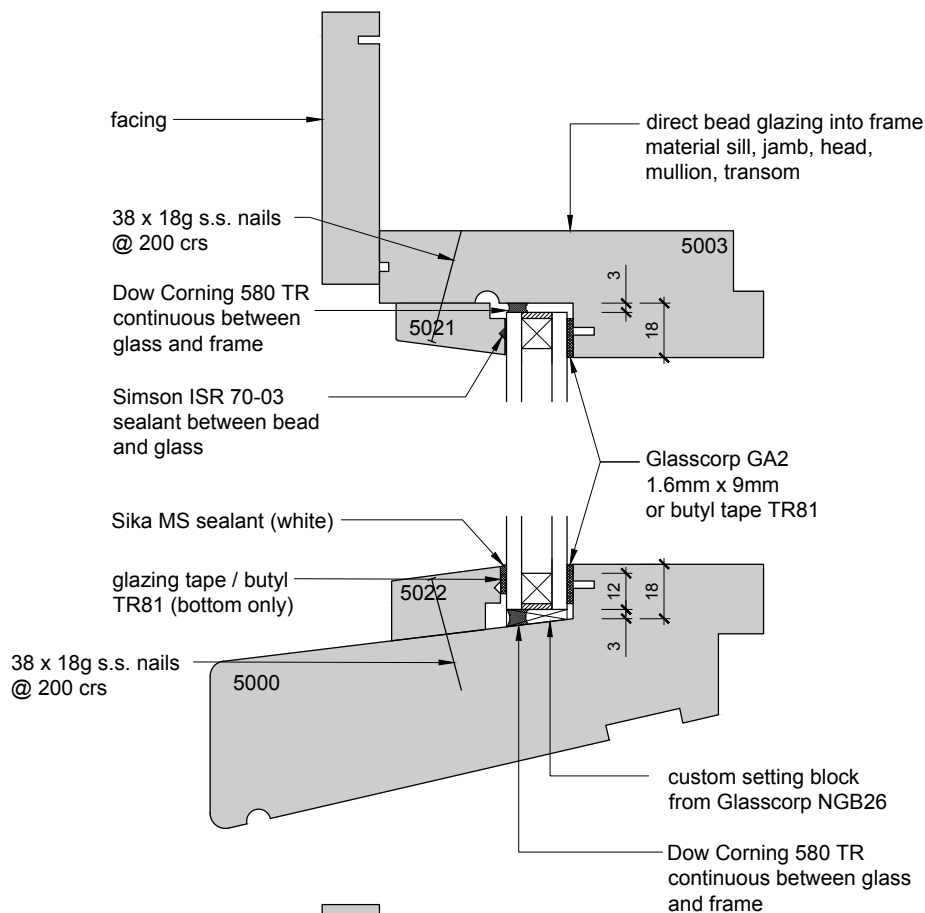 facing
direct bead glazing into frame
material sill, jamb, head,
mullion, transom
38 x 18g s.s. nails
@ 200 crs
5003
3
18
Dow Corning 580 TR
continuous between
glass and frame
5021
Simson ISR 70-03
sealant between bead
and glass
Glasscorp GA2
1.6mm x 9mm
or butyl tape TR81
Sika MS sealant (white)
glazing tape / butyl
TR81 (bottom only)
5022
12
18
3
38 x 18g s.s. nails
@ 200 crs
5000
custom setting block
from Glasscorp NGB26
Dow Corning 580 TR
continuous between glass
and frame